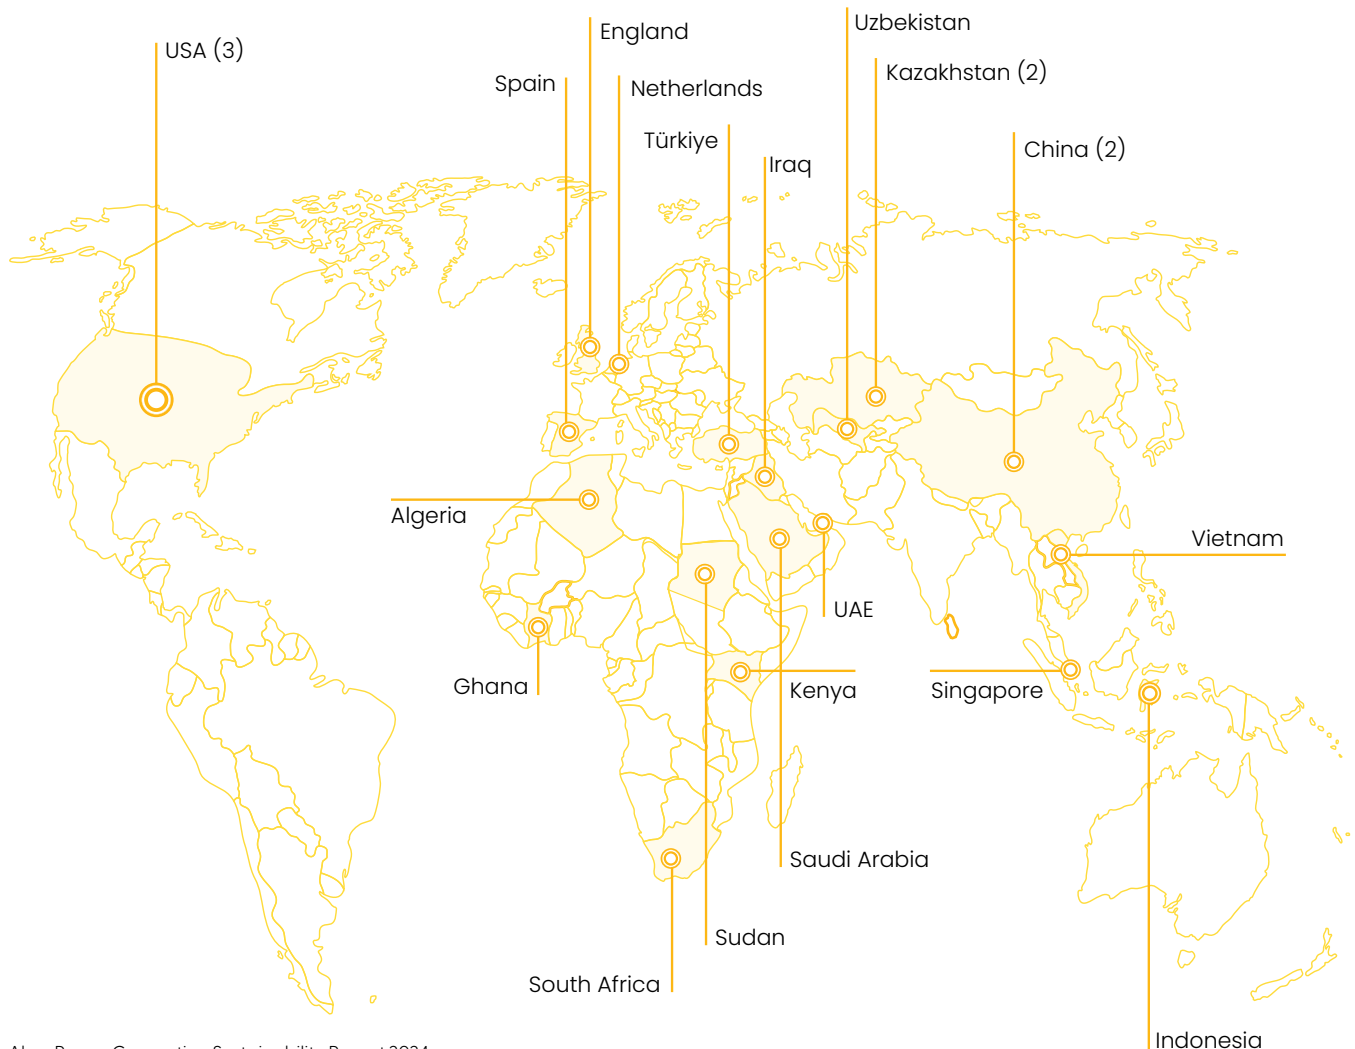 Uzbekistan
England
USA (3)
Kazakhstan (2)
Spain
Netherlands
Türkiye
China (2)
Iraq
Algeria
Vietnam
UAE
Ghana
Kenya
Singapore
Saudi Arabia
Sudan
South Africa
Indonesia